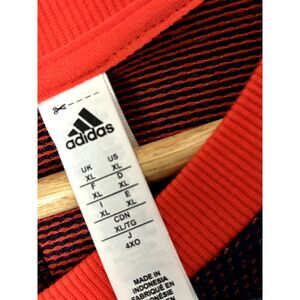 adidas
UK US
XL XL
F D
XL XL
I E
XL XL
CDN
XL/TG
J
4XO
MADE IN
INDONESIA
FABRIQUÉ EN
INDONÉSIE